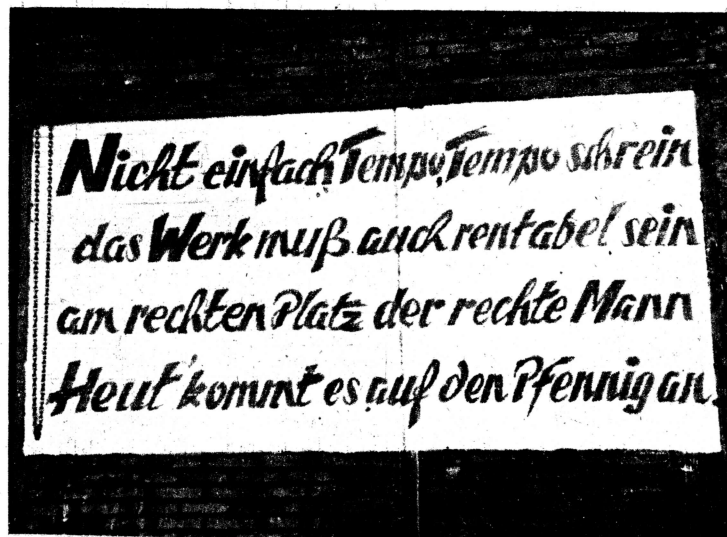 Nicht einfach Tempo, Tempo schrein
das Werk muß auch rentabel sein
am rechten Platz der rechte Mann
Heut' kommt es auf den Pfennig an.